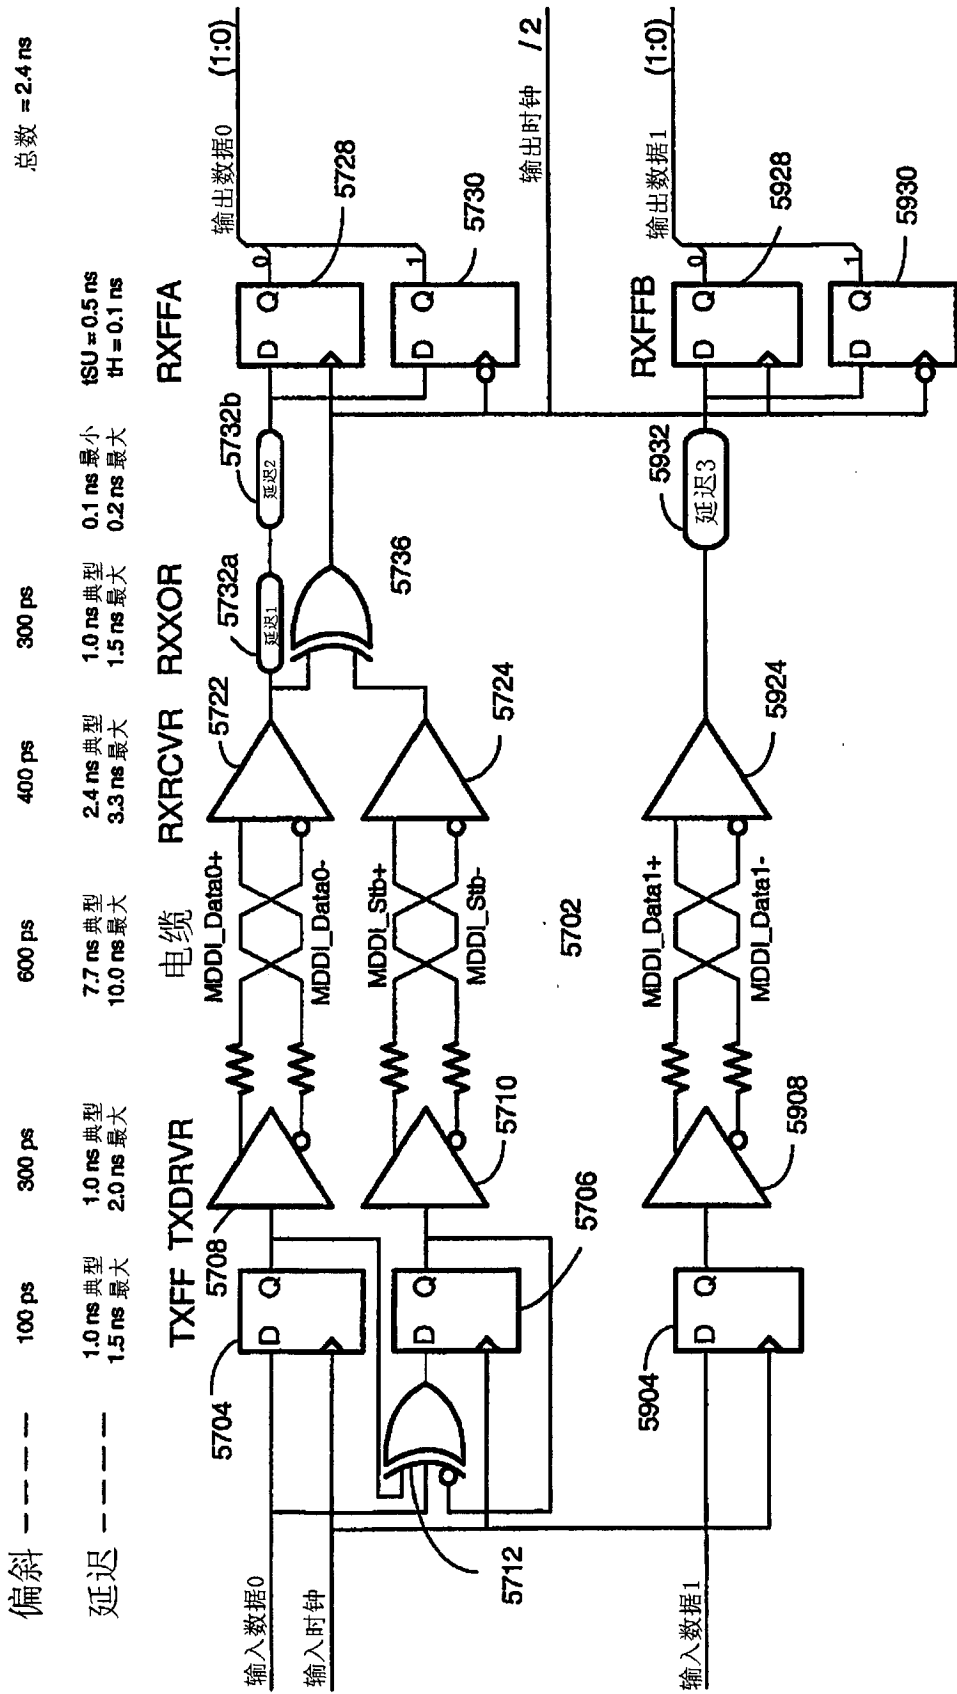 偏斜 100 ps 300 ps 600 ps 400 ps 300 ps 总数 = 2.4 ns
延迟 1.0 ns 典型 1.0 ns 典型 7.7 ns 典型 2.4 ns 典型 1.0 ns 典型 0.1 ns 最小 tSU = 0.5 ns
1.5 ns 最大 2.0 ns 最大 10.0 ns 最大 3.3 ns 最大 1.5 ns 最大 0.2 ns 最大 tH = 0.1 ns
TXFF TXDRVR 电缆 RXRCVR RXXOR RXFFA
5704 5708 MDDI_Data0+ 5722 5732a 5732b
输入数据0 D Q 延迟1 延迟2 D Q 0 输出数据0 (1:0)
MDDI_Data0- 5728
输入时钟
5736
MDDI_Stb+ D Q 1
D Q 5730
MDDI_Stb- 5724
5712 5706 5710
输出时钟 /2
5702
5904 MDDI_Data1+ 5932 RXFFB
输入数据1 D Q 延迟3 D Q 0 输出数据1 (1:0)
MDDI_Data1- 5928
5908 5924
D Q 1
5930